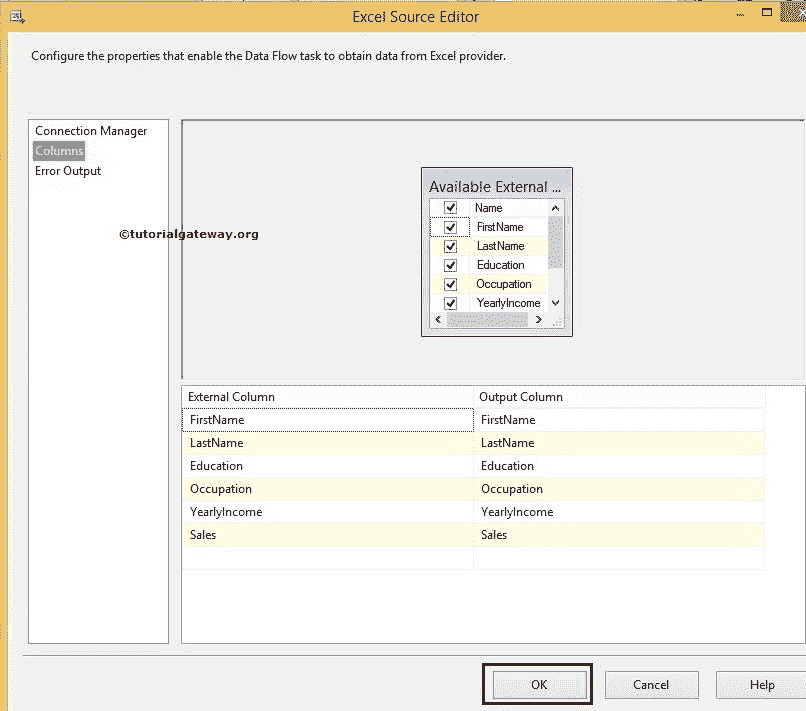 Excel Source Editor
Configure the properties that enable the Data Flow task to obtain data from Excel provider.
Connection Manager
Columns
Error Output
©tutorialgateway.org
Available External ...
Name
FirstName
LastName
Education
Occupation
YearlyIncome
External Column Output Column
FirstName FirstName
LastName LastName
Education Education
Occupation Occupation
YearlyIncome YearlyIncome
Sales Sales
OK Cancel Help